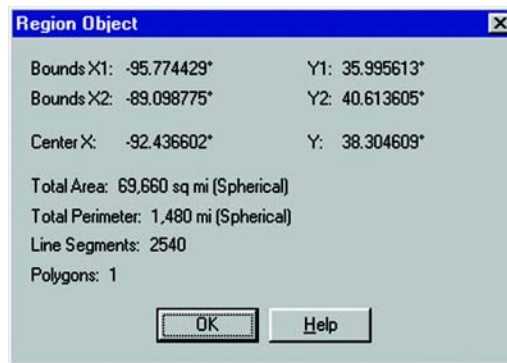 Region Object
Bounds X1: -95.774429° Y1: 35.995613°
Bounds X2: -89.098775° Y2: 40.613605°
Center X: -92.436602° Y: 38.304609°
Total Area: 69,660 sq mi (Spherical)
Total Perimeter: 1,480 mi (Spherical)
Line Segments: 2540
Polygons: 1
OK Help